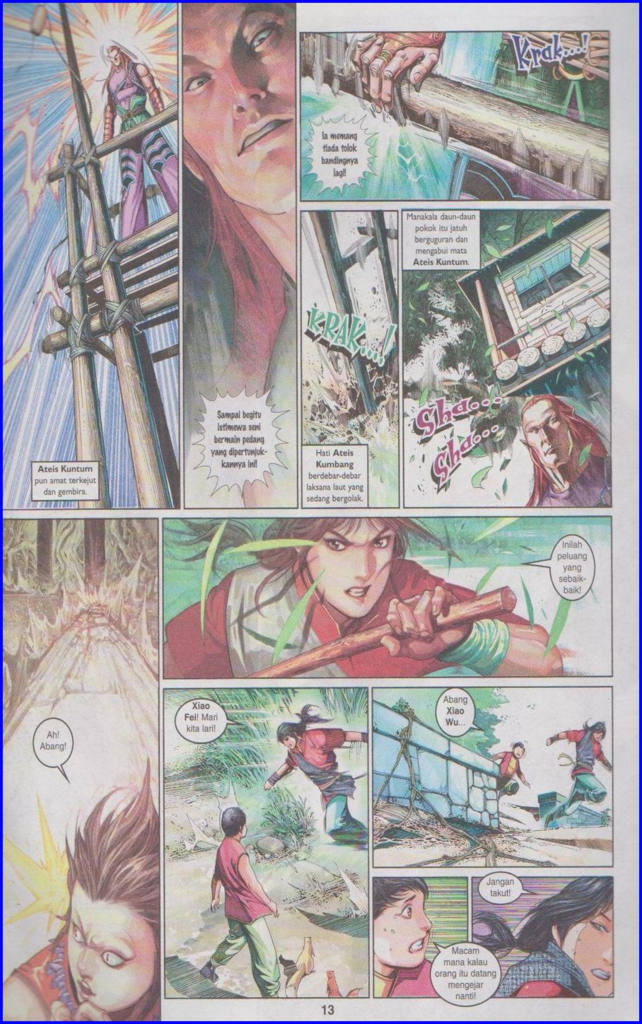 Ateis Kuntum
pun amat terkejut
dan gembira.
Sampai begitu
istimewa seni
bermain pedang
yang dipertunjuk-
kannya ini!
Ia memang
tiada tolok
bandingnya
lagi!
Krak...!
KRAK...!
Hati Ateis
Kumbang
berdebar-debar
laksana laut yang
sedang bergolak.
Manakala daun-daun
pokok itu jatuh
berguguran dan
mengabui mata
Ateis Kuntum.
Sha...
Sha...
Ah!
Abang!
Inilah
peluang
yang
sebaik-
baik!
Xiao
Fei! Mari
kita lari!
Abang
Xiao
Wu...
Macam
mana kalau
orang itu datang
mengejar
nanti!
Jangan
takut!
13